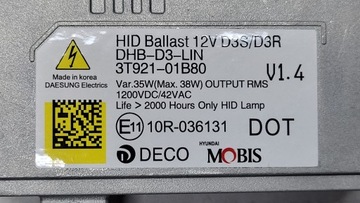 HID Ballast 12V D3S/D3R
DHB-D3-LIN
3T921-01B80
V1.4
Made in korea
DAESUNG Electrics
Var.35W(Max. 38W) OUTPUT RMS
1200VDC/42VAC
Life > 2000 Hours Only HID Lamp
E11 10R-036131 DOT
DECO
HYUNDAI
MOBIS